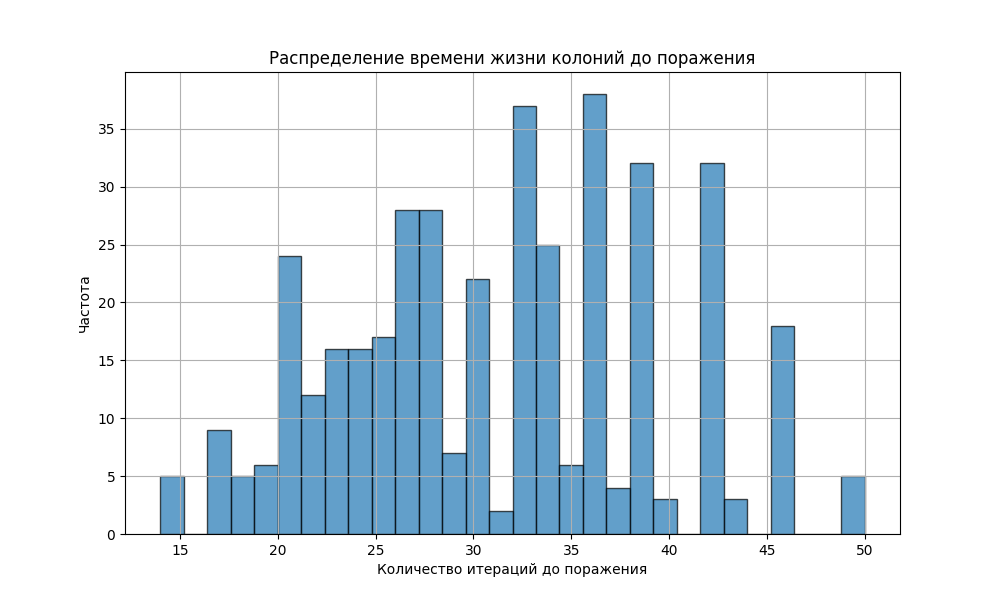 Распределение времени жизни колоний до поражения
35
30
25
20
15
10
5
0
Частота
15 20 25 30 35 40 45 50
Количество итераций до поражения